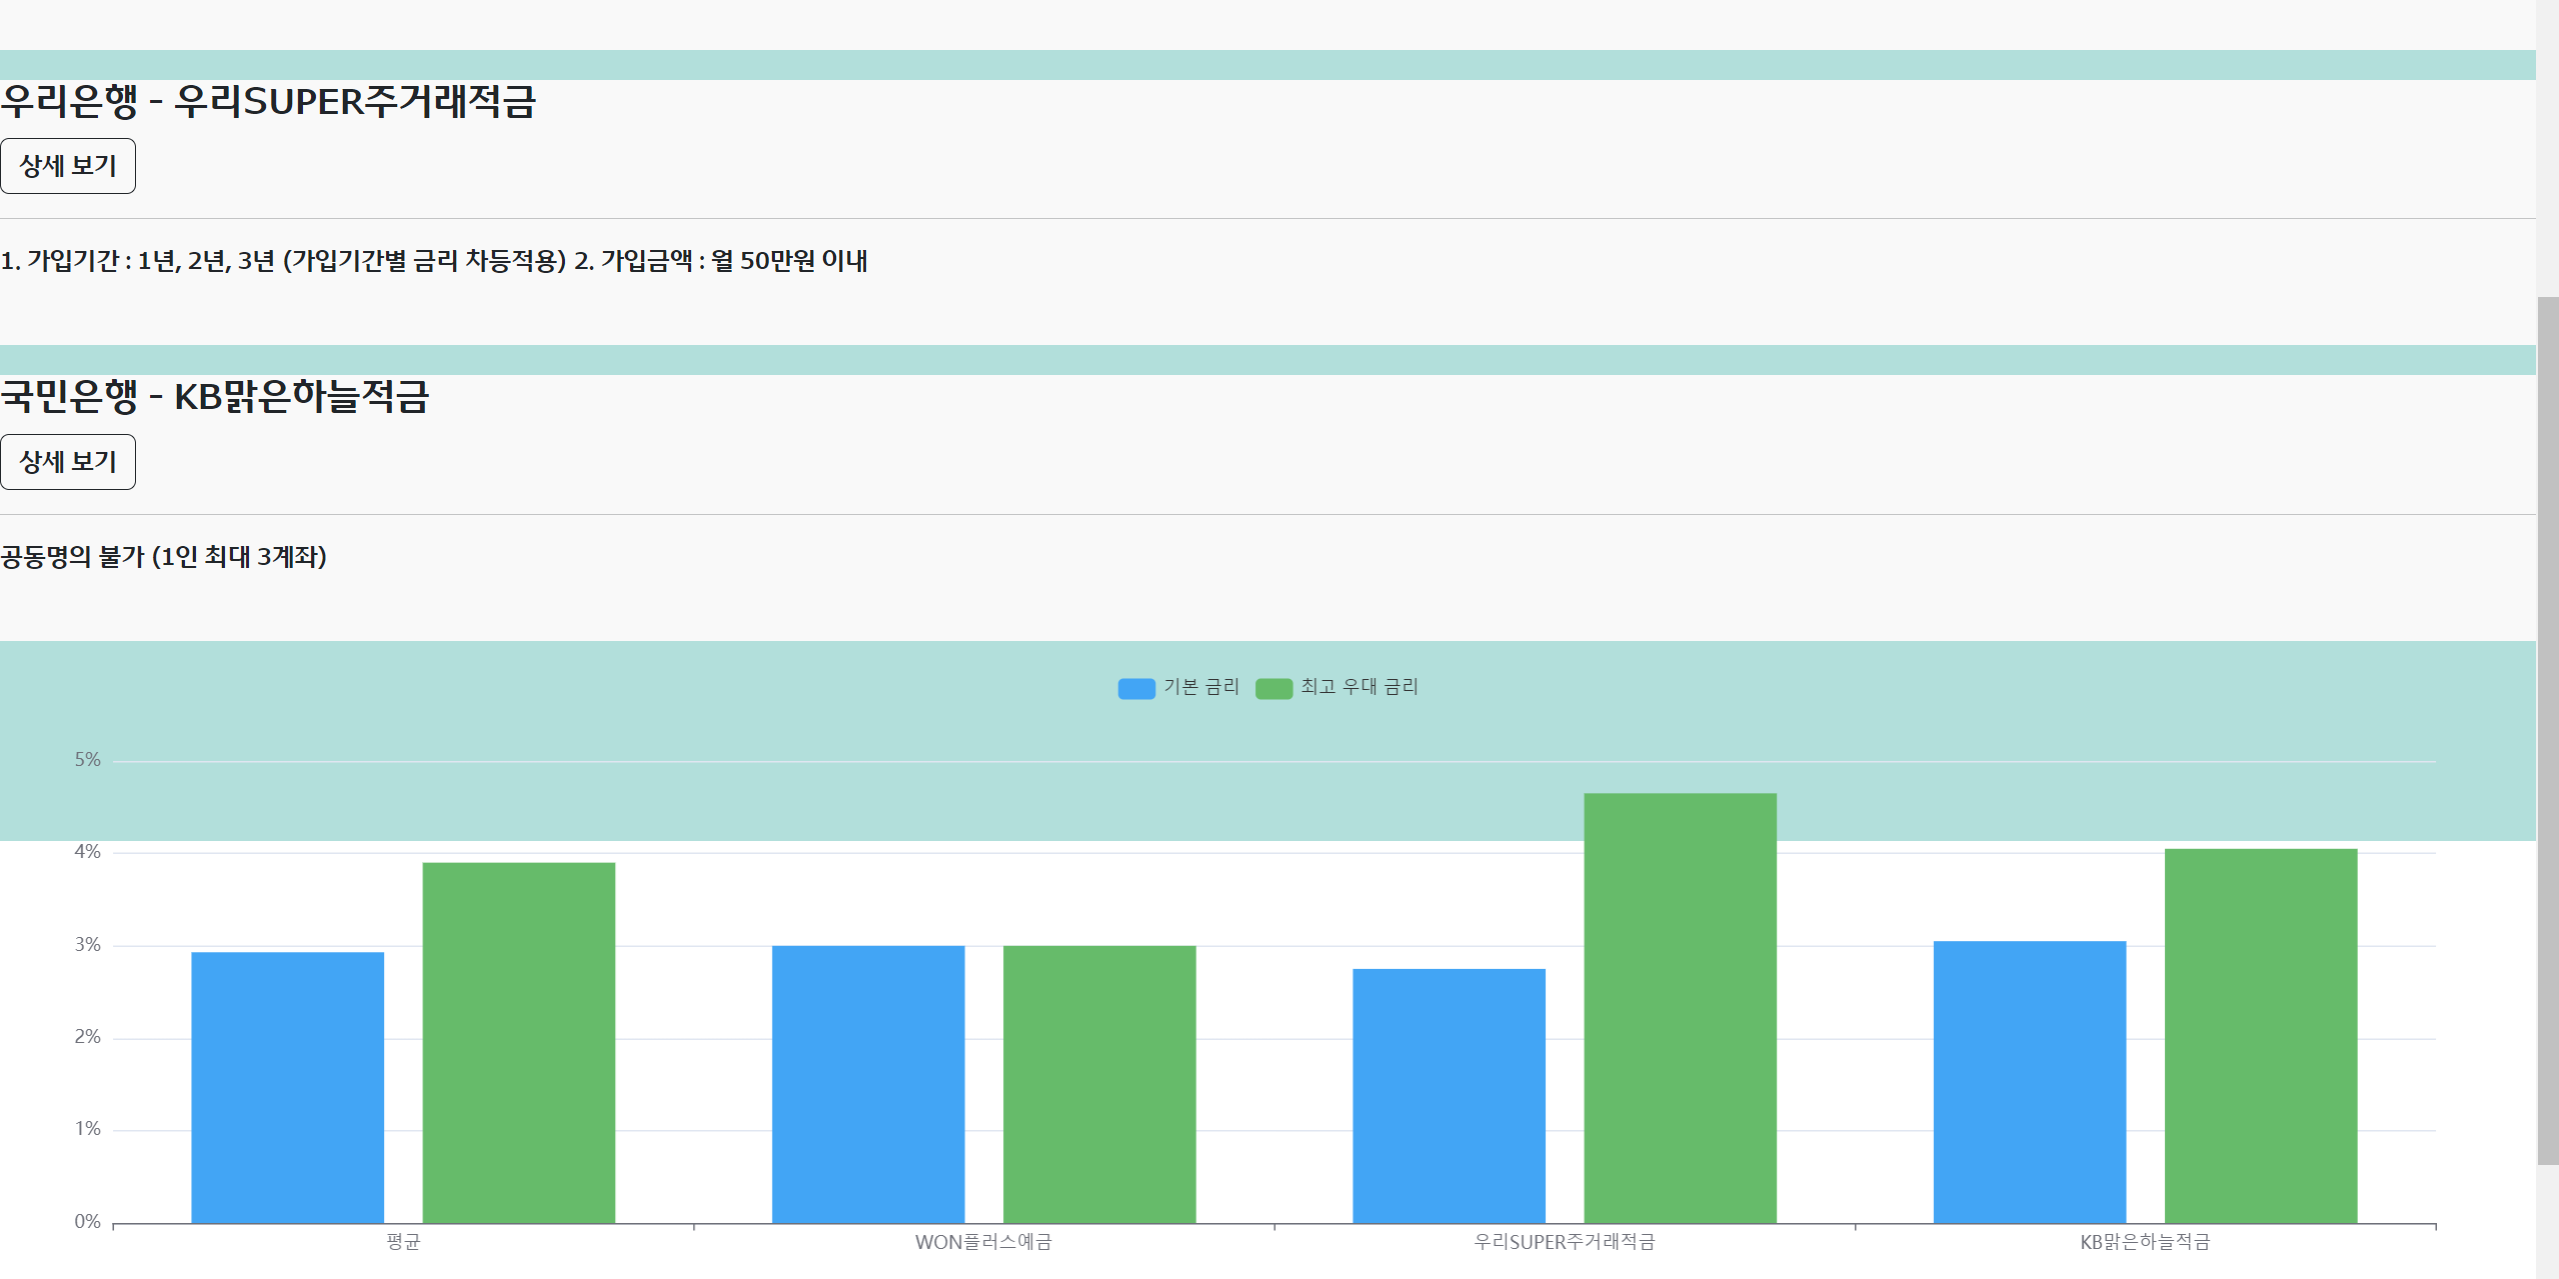 우리은행 - 우리SUPER주거래적금
상세 보기
1. 가입기간 : 1년, 2년, 3년 (가입기간별 금리 차등적용) 2. 가입금액 : 월 50만원 이내
국민은행 - KB맑은하늘적금
상세 보기
공동명의 불가 (1인 최대 3계좌)
기본 금리 최고 우대 금리
5%
4%
3%
2%
1%
0%
평균 WON플러스예금 우리SUPER주거래적금 KB맑은하늘적금